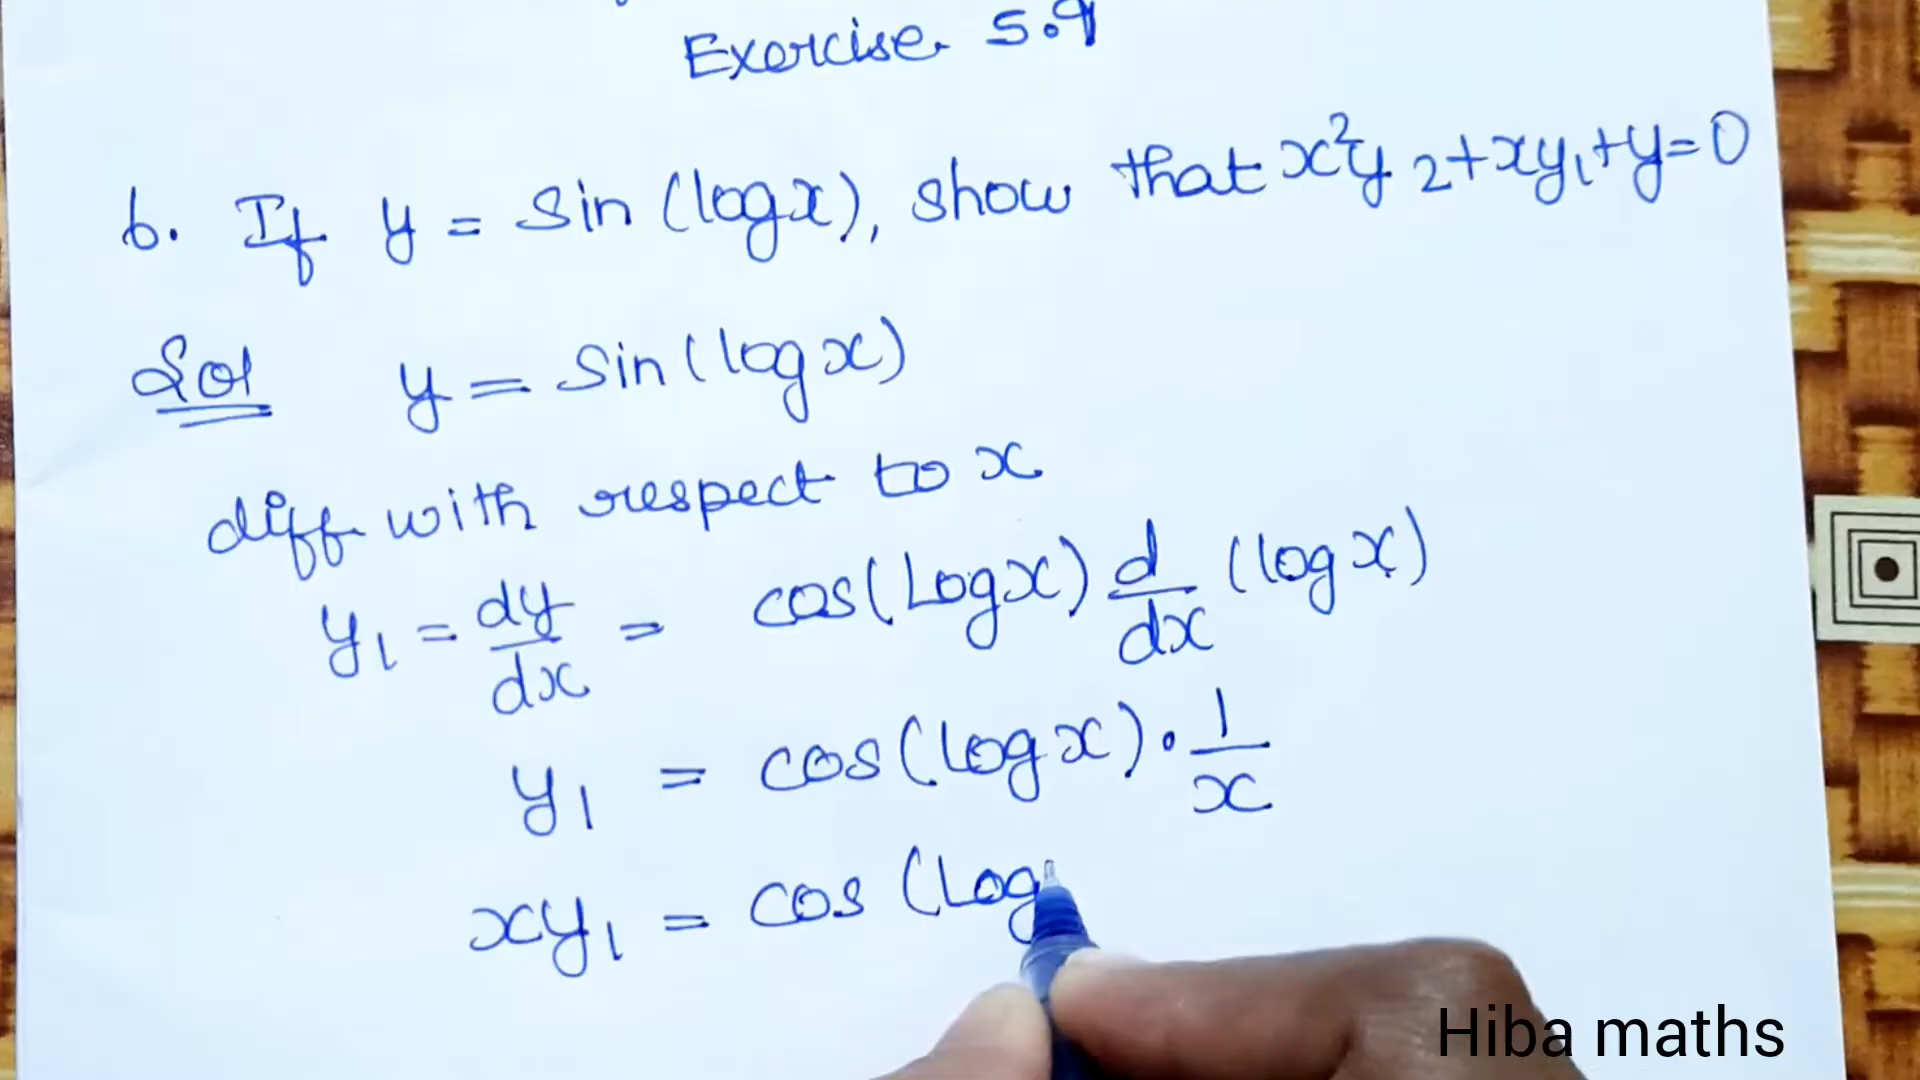 Exercise 5.9
6. If y = sin (log x), show that x²y₂+xy₁+y=0
Sol y = sin(log x)
diff with respect to x
y₁ = dy/dx = cos(Log x) d/dx (log x)
y₁ = cos(log x) · 1/x
xy₁ = cos (Log
Hiba maths